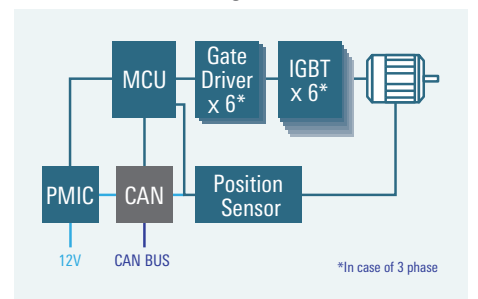 MCU
Gate
Driver
x 6*
IGBT
x 6*
PMIC
CAN
Position
Sensor
12V
CAN BUS
*In case of 3 phase